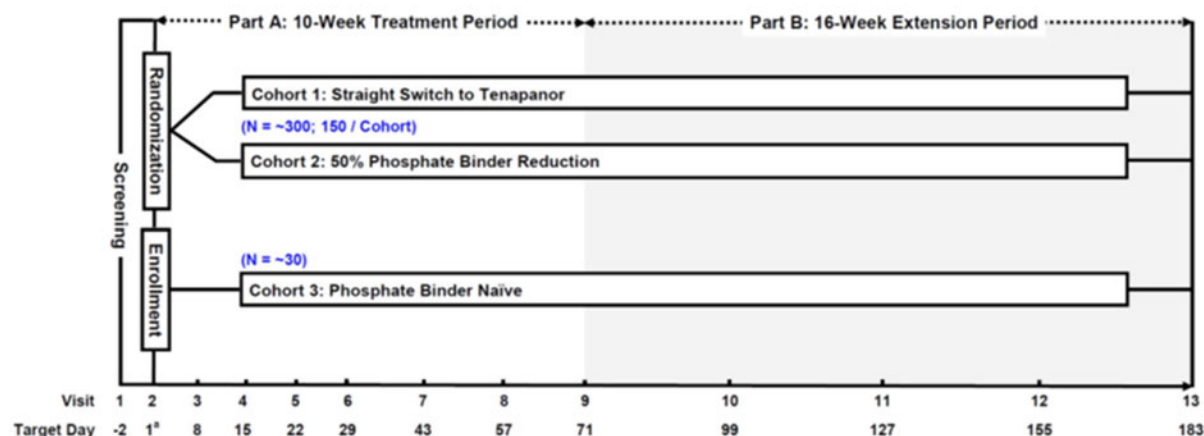 Part A: 10-Week Treatment Period
Part B: 16-Week Extension Period
Screening
Randomization
Cohort 1: Straight Switch to Tenapanor
(N = ~300; 150 / Cohort)
Cohort 2: 50% Phosphate Binder Reduction
Enrollment
(N = ~30)
Cohort 3: Phosphate Binder Naïve
Visit 1 2 3 4 5 6 7 8 9 10 11 12 13
Target Day -2 1ª 8 15 22 29 43 57 71 99 127 155 183